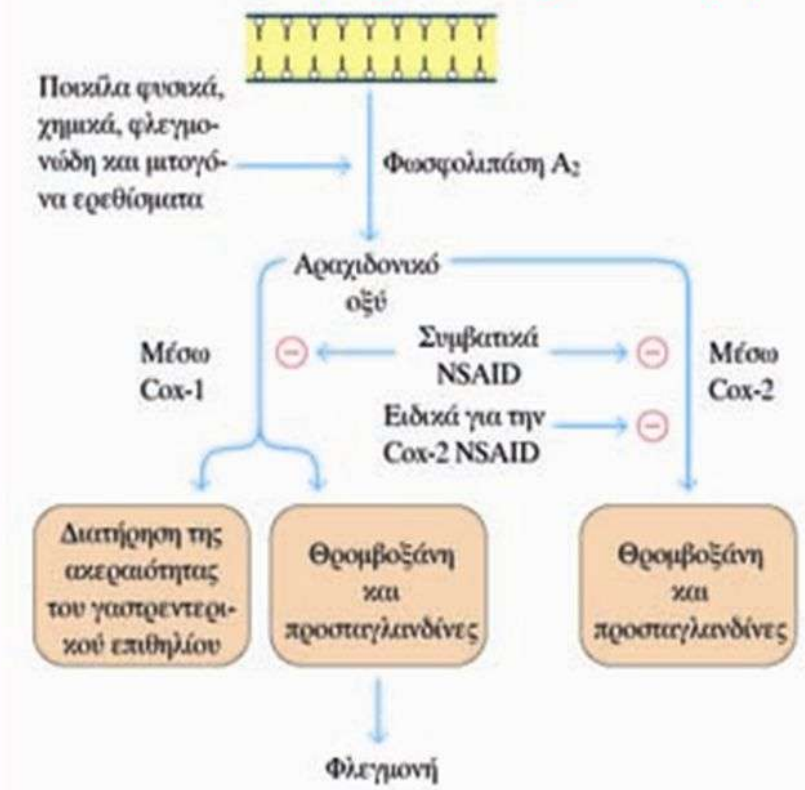 Ποικίλα φυσικά,
χημικά, φλεγμο-
νώδη και μιτογό-
να ερεθίσματα
Φωσφολιπάση Α₂
Αραχιδονικό
οξύ
Μέσω
Cox-1
Συμβατικά
NSAID
Μέσω
Cox-2
Ειδικά για την
Cox-2 NSAID
Διατήρηση της
ακεραιότητας
του γαστρεντερι-
κού επιθηλίου
Θρομβοξάνη
και
προσταγλανδίνες
Θρομβοξάνη
και
προσταγλανδίνες
Φλεγμονή